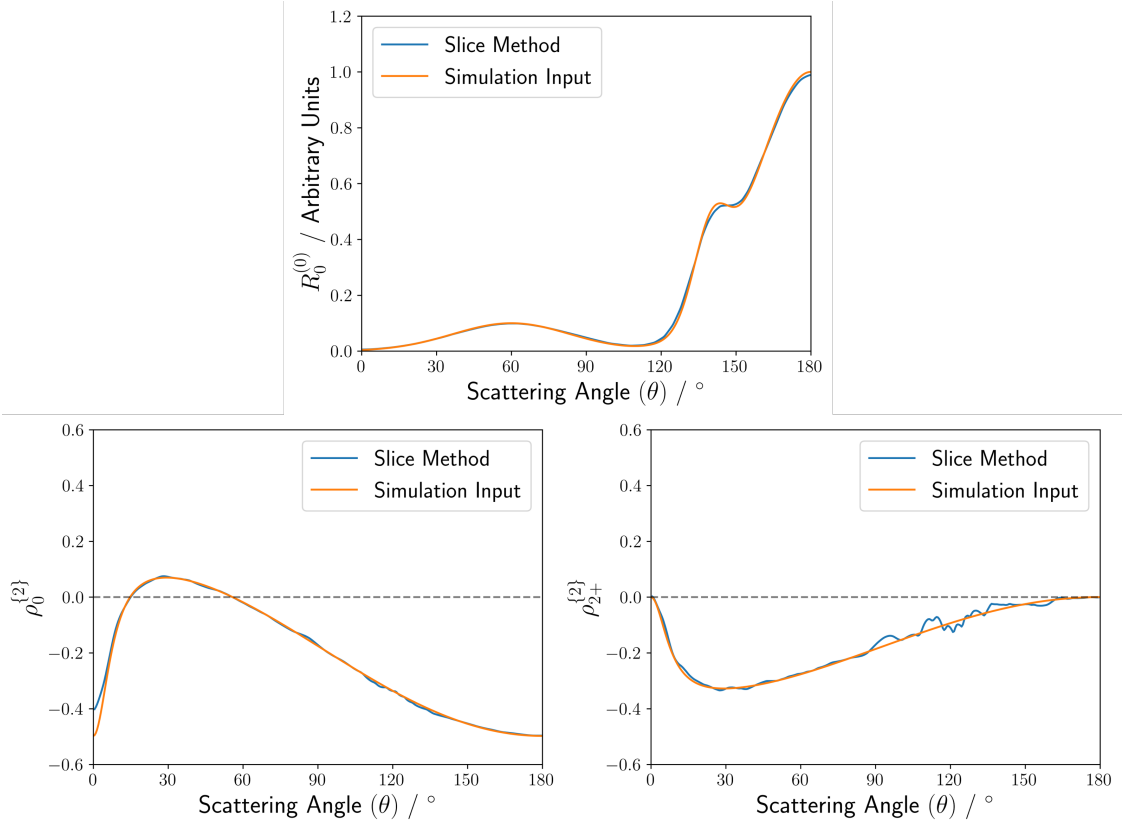 1.2
1.0
0.8
0.6
0.4
0.2
0.0
R_0^{(0)} / Arbitrary Units
Slice Method
Simulation Input
0 30 60 90 120 150 180
Scattering Angle (θ) / °
0.6
0.4
0.2
0.0
−0.2
−0.4
−0.6
ρ_0^{\{2\}}
Slice Method
Simulation Input
0 30 60 90 120 150 180
Scattering Angle (θ) / °
0.6
0.4
0.2
0.0
−0.2
−0.4
−0.6
ρ_{2+}^{\{2\}}
Slice Method
Simulation Input
0 30 60 90 120 150 180
Scattering Angle (θ) / °